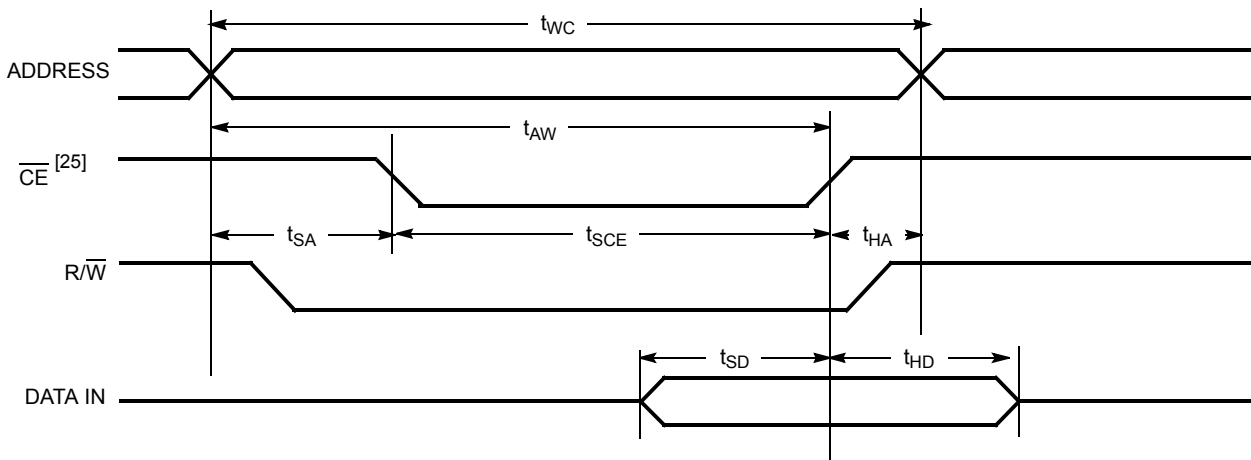 tWC
ADDRESS
tAW
CE [25]
tSA tSCE tHA
R/W
tSD tHD
DATA IN